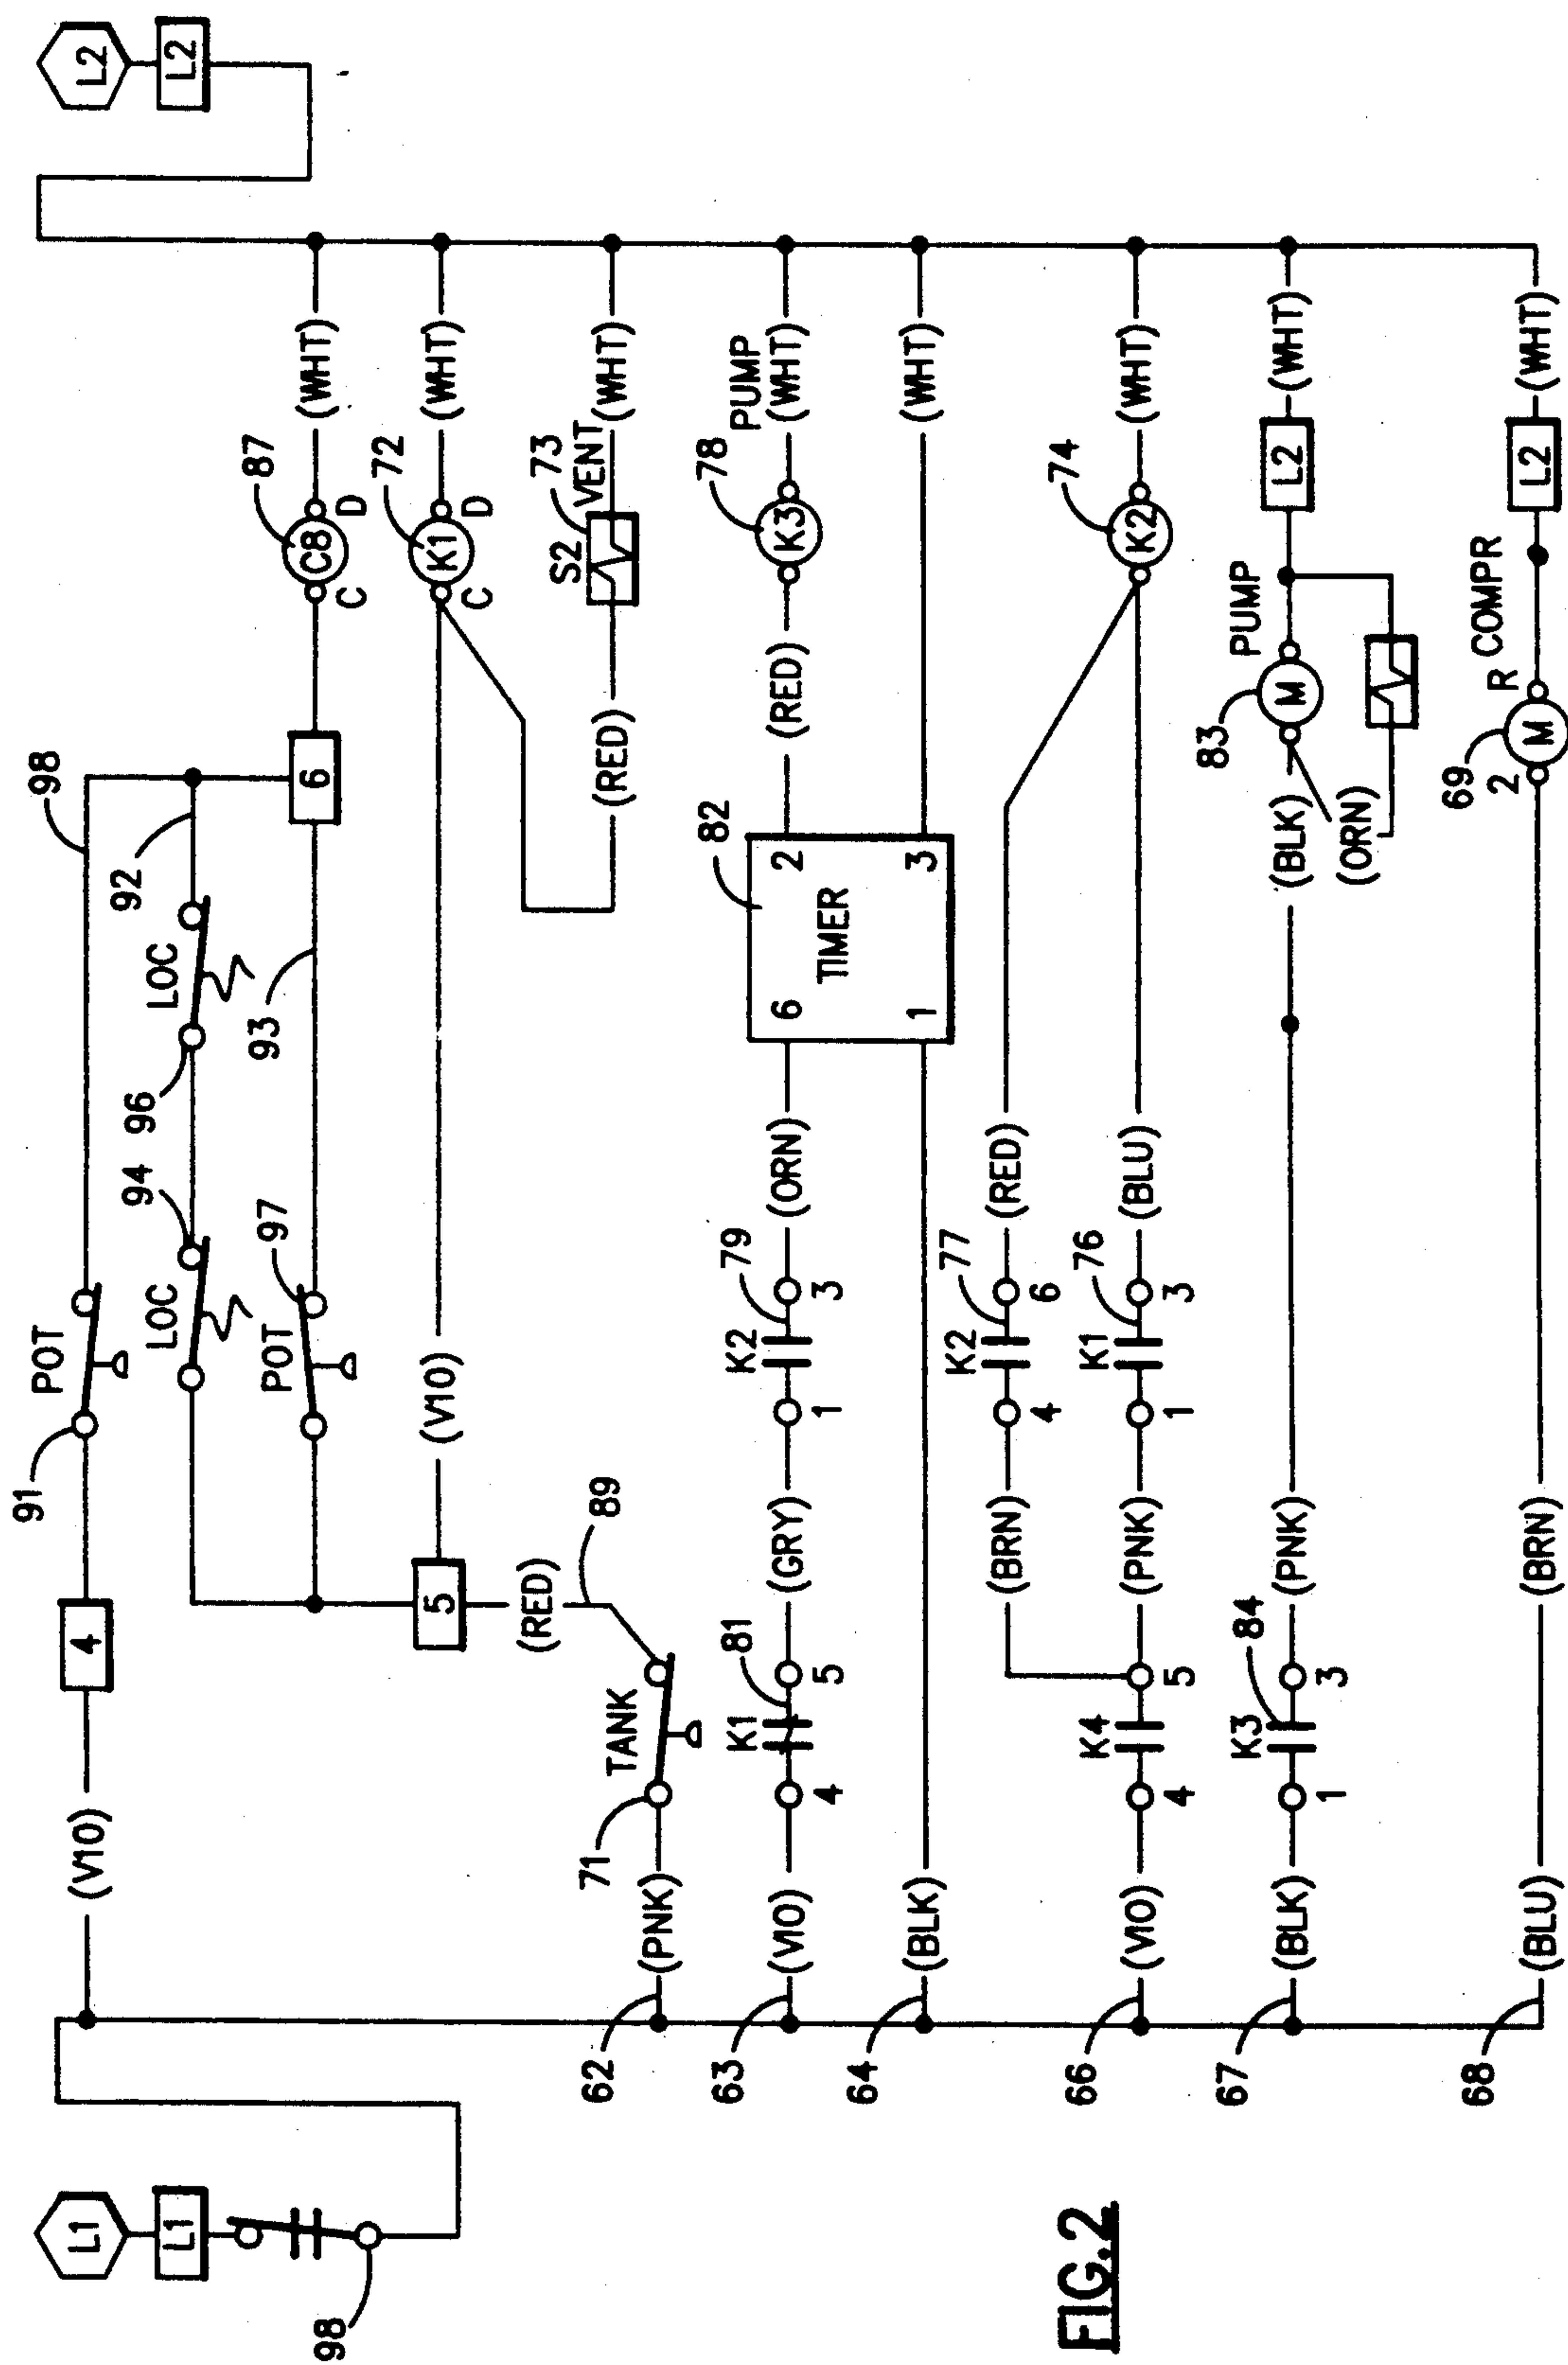 91
POT
98
L1
(V10)
4
L2
92
94
96
LOC
LOC
L1
L2
97
93
87
POT
6
C8
(WHT)
98
C
D
72
(V10)
5
K1
(WHT)
C
D
(RED)
89
S2
73
VENT
62
71
TANK
(RED)
(WHT)
(PNK)
63
K1
81
K2
79
82
78
PUMP
(VIO)
4
5
(GRY)
1
3
(ORN)
6
2
(RED)
K3
(WHT)
TIMER
64
(BLK)
1
3
(WHT)
K2
77
(BRN)
4
6
(RED)
66
K4
K1
76
74
(VIO)
4
5
(PNK)
1
3
(BLU)
K2
(WHT)
67
K3
84
83
PUMP
(BLK)
1
3
(PNK)
(BLK)
M
L2
(WHT)
(ORN)
68
69
2
R
COMPR
(BLU)
(BRN)
M
L2
(WHT)
FIG.2